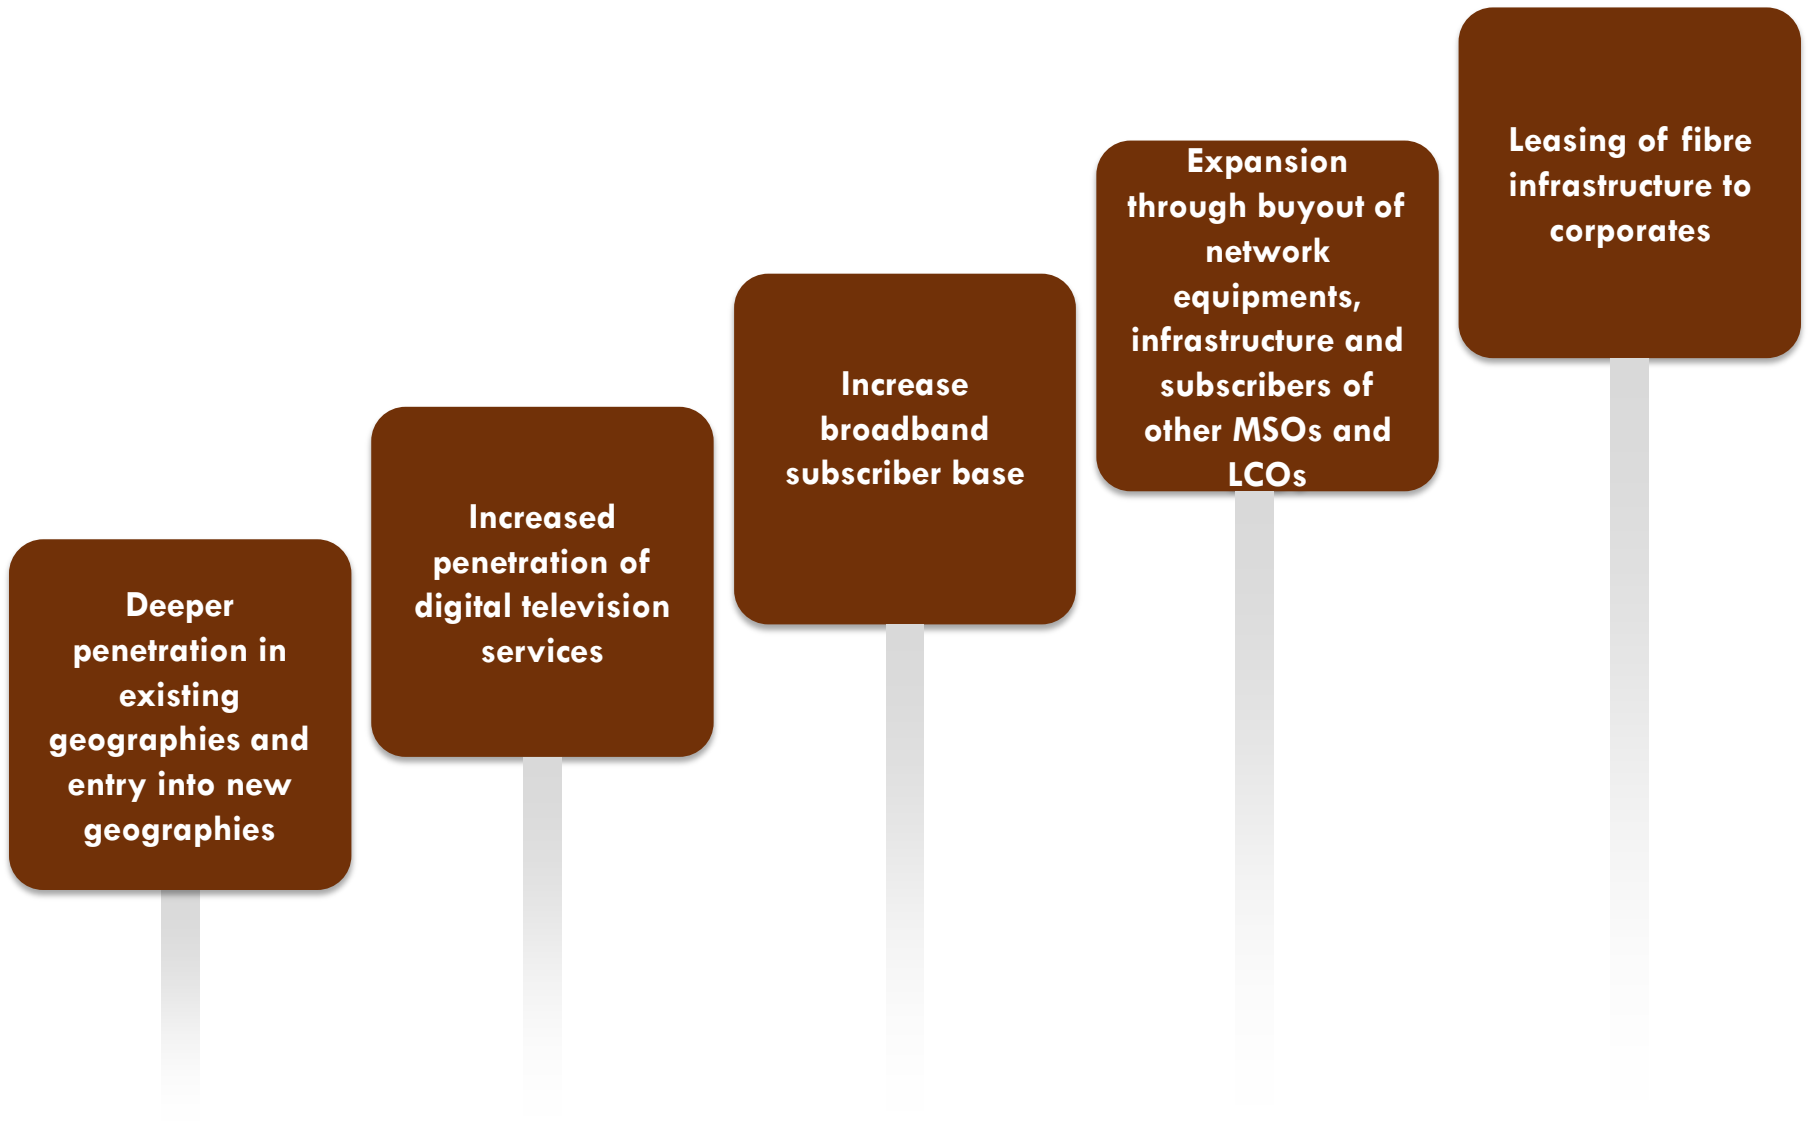 Deeper
penetration in
existing
geographies and
entry into new
geographies
Increased
penetration of
digital television
services
Increase
broadband
subscriber base
Expansion
through buyout of
network
equipments,
infrastructure and
subscribers of
other MSOs and
LCOs
Leasing of fibre
infrastructure to
corporates